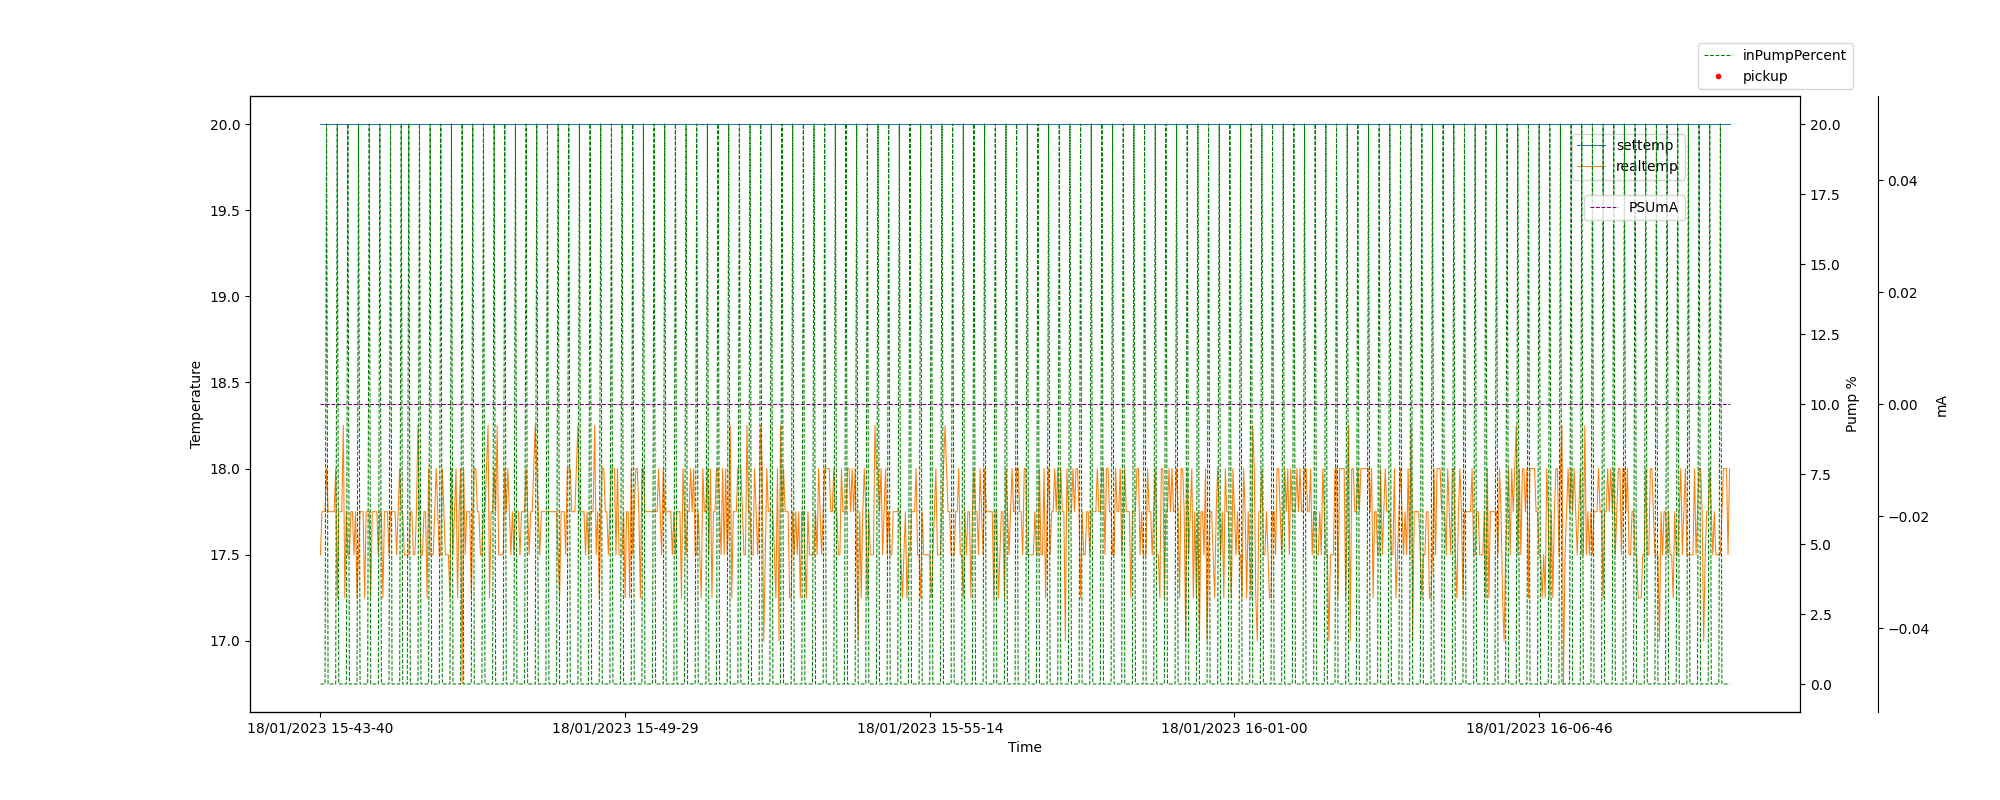 inPumpPercent
pickup
settemp
realtemp
PSUmA
20.0
19.5
19.0
18.5
18.0
17.5
17.0
Temperature
20.0
17.5
15.0
12.5
10.0
7.5
5.0
2.5
0.0
Pump %
0.04
0.02
0.00
−0.02
−0.04
mA
18/01/2023 15-43-40
18/01/2023 15-49-29
18/01/2023 15-55-14
18/01/2023 16-01-00
18/01/2023 16-06-46
Time